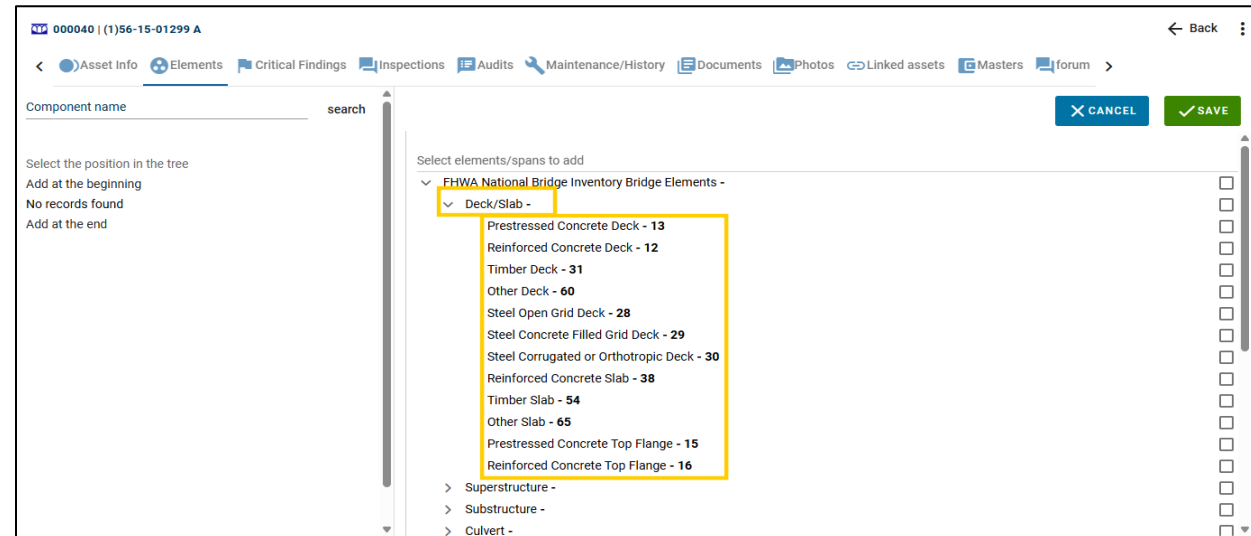 000040 | (1)56-15-01299 A
Back
Asset Info Elements Critical Findings Inspections Audits Maintenance/History Documents Photos Linked assets Masters forum
Component name search
CANCEL SAVE
Select the position in the tree
Add at the beginning
No records found
Add at the end
Select elements/spans to add
FHWA National Bridge Inventory Bridge Elements -
Deck/Slab -
Prestressed Concrete Deck - 13
Reinforced Concrete Deck - 12
Timber Deck - 31
Other Deck - 60
Steel Open Grid Deck - 28
Steel Concrete Filled Grid Deck - 29
Steel Corrugated or Orthotropic Deck - 30
Reinforced Concrete Slab - 38
Timber Slab - 54
Other Slab - 65
Prestressed Concrete Top Flange - 15
Reinforced Concrete Top Flange - 16
Superstructure -
Substructure -
Culvert -